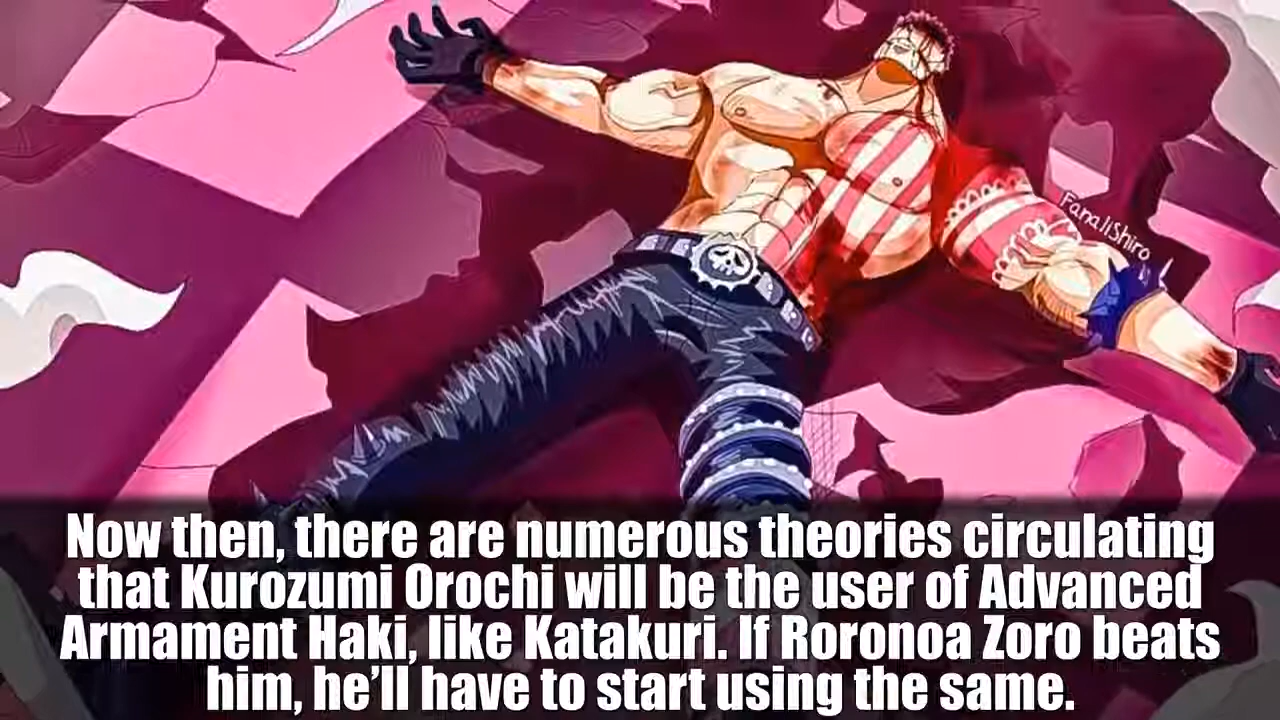 FanaliShiro
Now then, there are numerous theories circulating
that Kurozumi Orochi will be the user of Advanced
Armament Haki, like Katakuri. If Roronoa Zoro beats
him, he’ll have to start using the same.